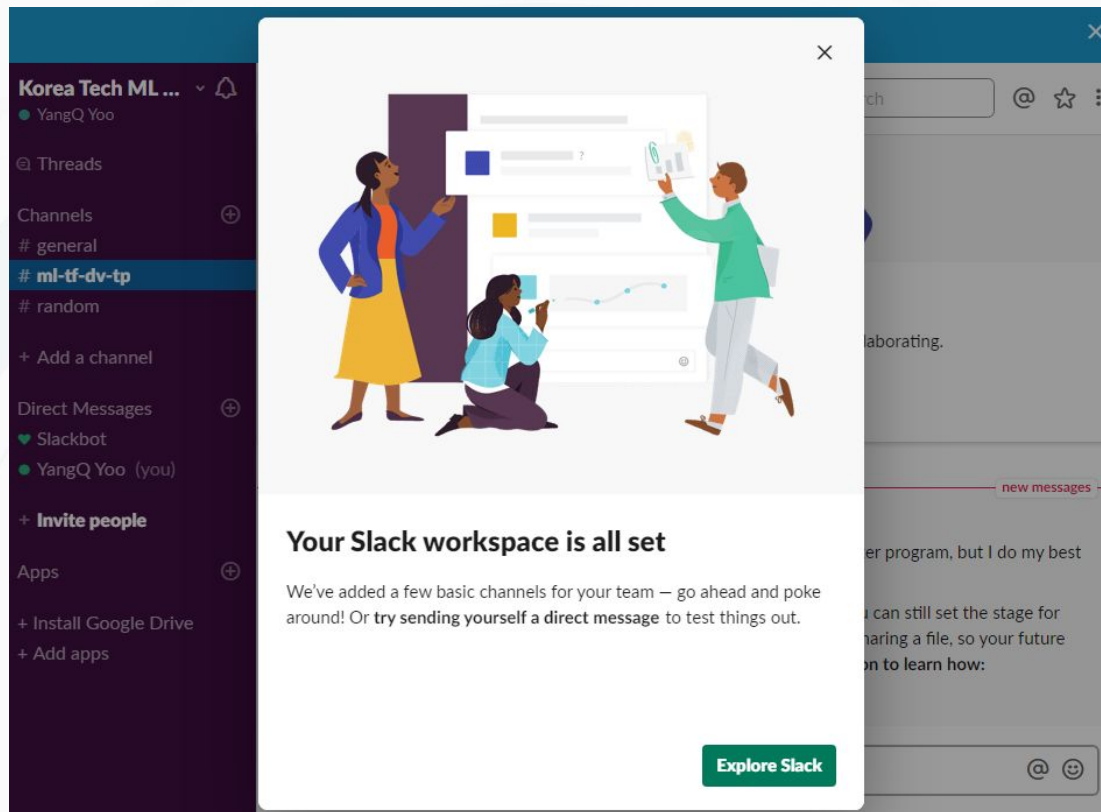 Korea Tech ML ...
YangQ Yoo
Threads
Channels
# general
# ml-tf-dv-tp
# random
+ Add a channel
Direct Messages
Slackbot
YangQ Yoo (you)
+ Invite people
Apps
+ Install Google Drive
+ Add apps
?
Your Slack workspace is all set
We've added a few basic channels for your team — go ahead and poke
around! Or try sending yourself a direct message to test things out.
Explore Slack
@
new messages
program, but I do my best
can still set the stage for
a file, so your future
to learn how:
@